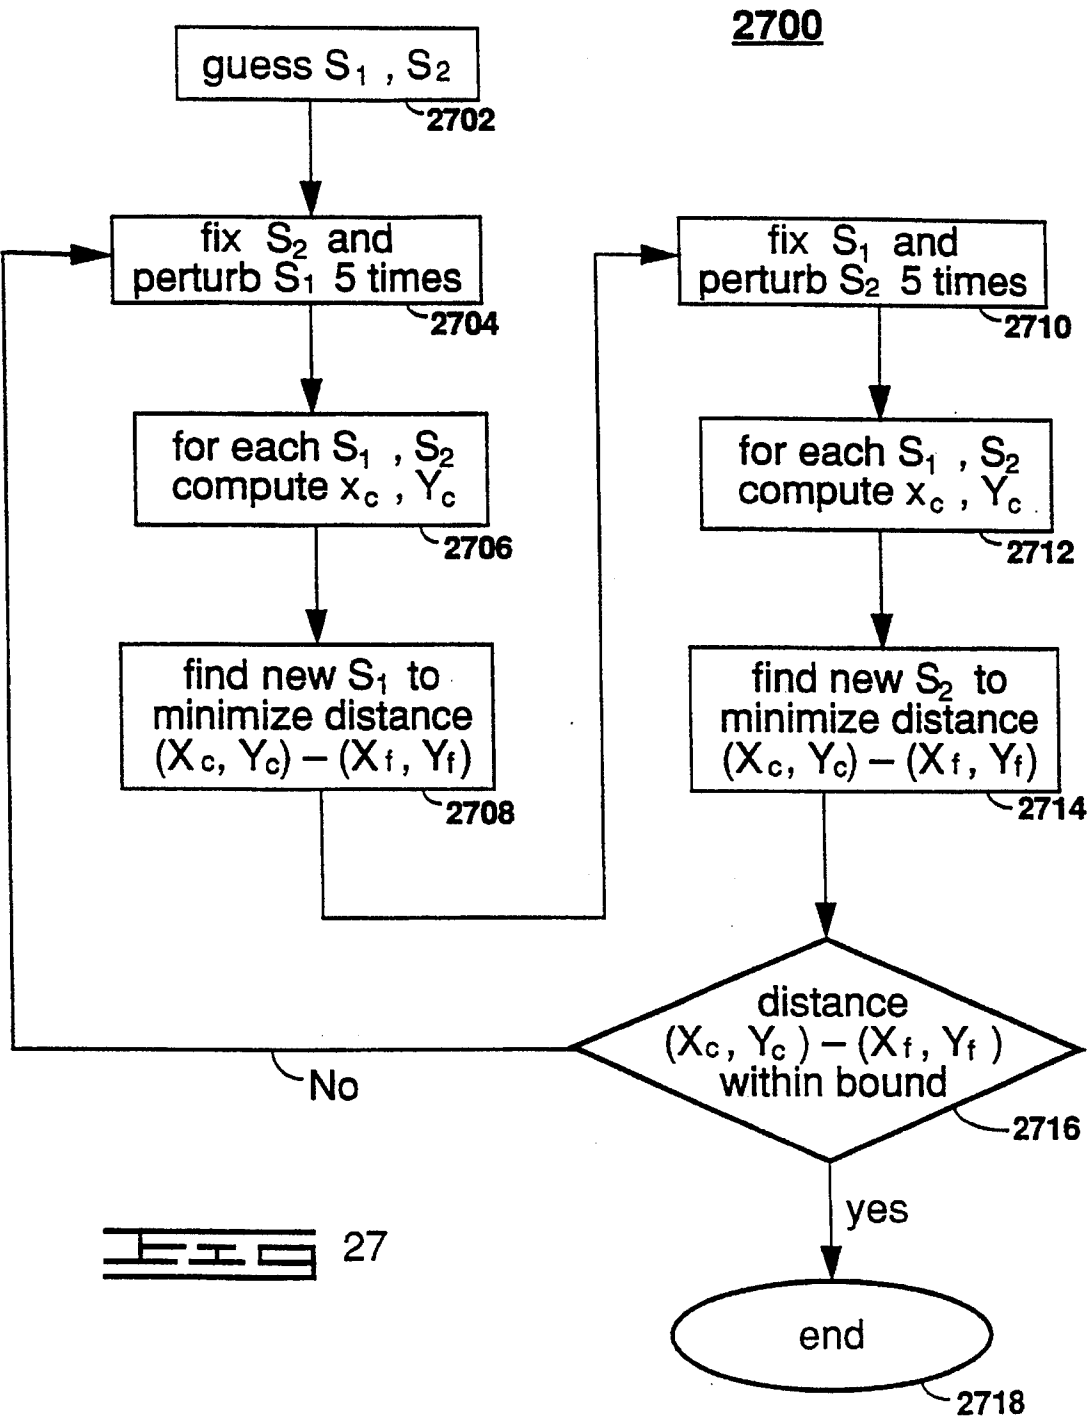 2700
guess S1 , S2
2702
fix S2 and
perturb S1 5 times
2704
for each S1 , S2
compute xc , Yc
2706
find new S1 to
minimize distance
(Xc, Yc) – (Xf, Yf)
2708
fix S1 and
perturb S2 5 times
2710
for each S1 , S2
compute xc , Yc
2712
find new S2 to
minimize distance
(Xc, Yc) – (Xf, Yf)
2714
distance
(Xc, Yc ) – (Xf, Yf )
within bound
2716
No
yes
end
2718
FIG 27